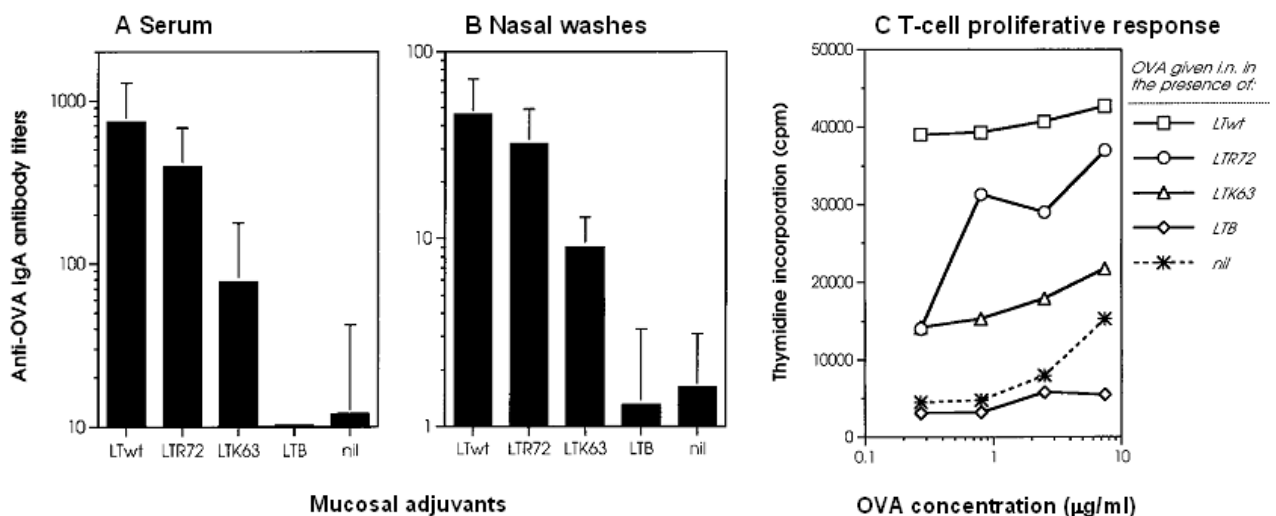 A Serum
B Nasal washes
C T-cell proliferative response
Anti-OVA IgA antibody titers
1000
100
10
LTwt LTR72 LTK63 LTB nil
100
10
1
LTwt LTR72 LTK63 LTB nil
Mucosal adjuvants
Thymidine incorporation (cpm)
50000
40000
30000
20000
10000
0
0.1 1 10
OVA concentration (µg/ml)
OVA given i.n. in
the presence of:
LTwt
LTR72
LTK63
LTB
nil